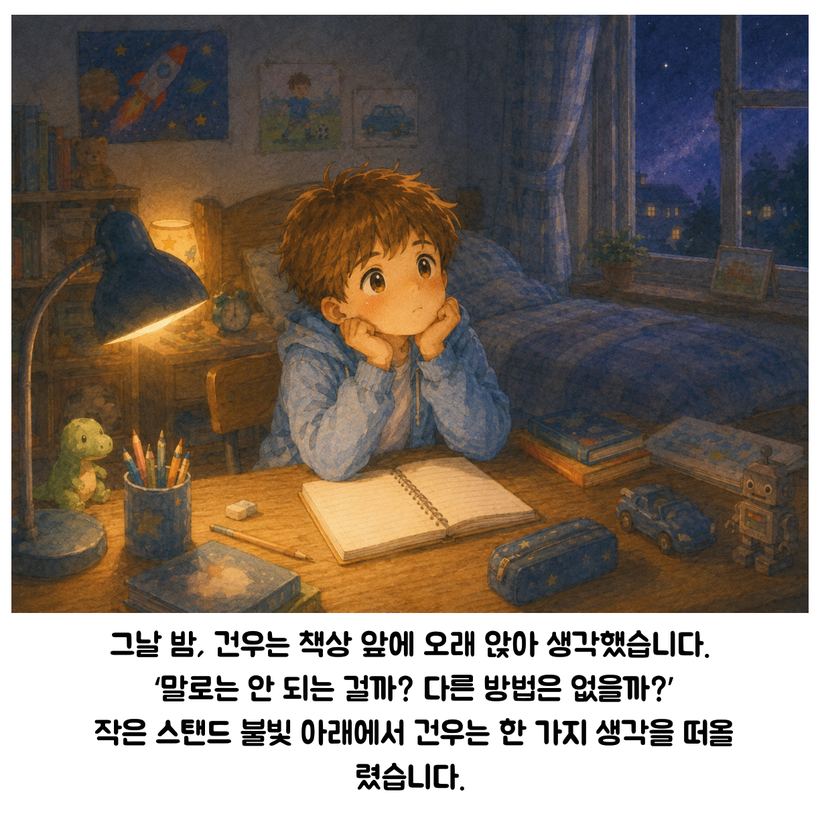 그날 밤, 건우는 책상 앞에 오래 앉아 생각했습니다.
‘말로는 안 되는 걸까? 다른 방법은 없을까?’
작은 스탠드 불빛 아래에서 건우는 한 가지 생각을 떠올
렸습니다.